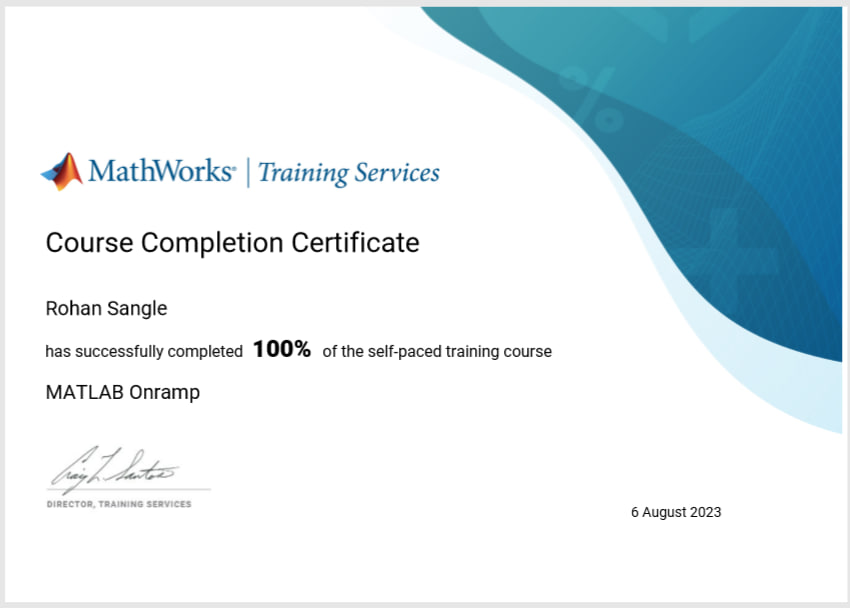 MathWorks® | Training Services
Course Completion Certificate
Rohan Sangle
has successfully completed 100% of the self-paced training course
MATLAB Onramp
Craig L. Santos
DIRECTOR, TRAINING SERVICES
6 August 2023